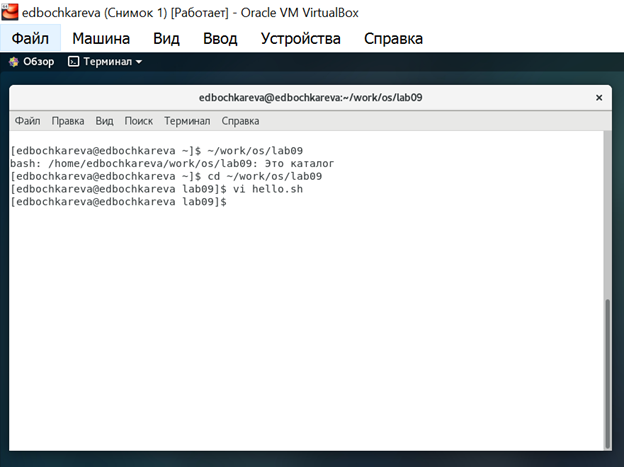 edbochkareva (Снимок 1) [Работает] - Oracle VM VirtualBox
Файл Машина Вид Ввод Устройства Справка
Обзор Терминал
edbochkareva@edbochkareva:~/work/os/lab09
Файл Правка Вид Поиск Терминал Справка
[edbochkareva@edbochkareva ~]$ ~/work/os/lab09
bash: /home/edbochkareva/work/os/lab09: Это каталог
[edbochkareva@edbochkareva ~]$ cd ~/work/os/lab09
[edbochkareva@edbochkareva lab09]$ vi hello.sh
[edbochkareva@edbochkareva lab09]$